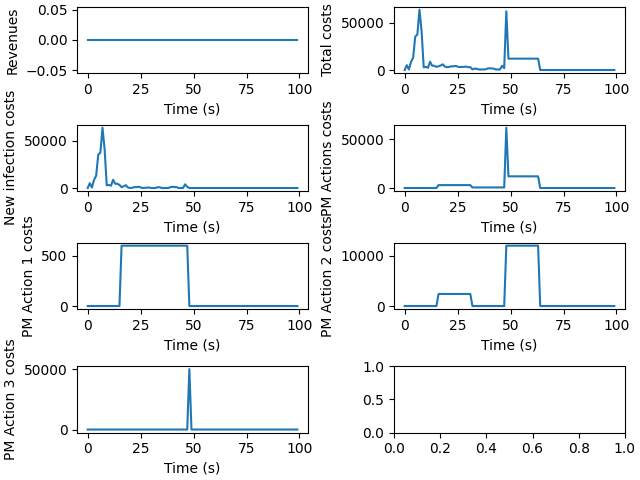 Revenues
0.05
0.00
−0.05
0 25 50 75 100
Time (s)
Total costs
50000
0
0 25 50 75 100
Time (s)
New infection costs
50000
0
0 25 50 75 100
Time (s)
PM Actions costs
50000
0
0 25 50 75 100
Time (s)
PM Action 1 costs
500
0
0 25 50 75 100
Time (s)
PM Action 2 costs
10000
0
0 25 50 75 100
Time (s)
PM Action 3 costs
50000
0
0 25 50 75 100
Time (s)
1.0
0.5
0.0
0.0 0.2 0.4 0.6 0.8 1.0